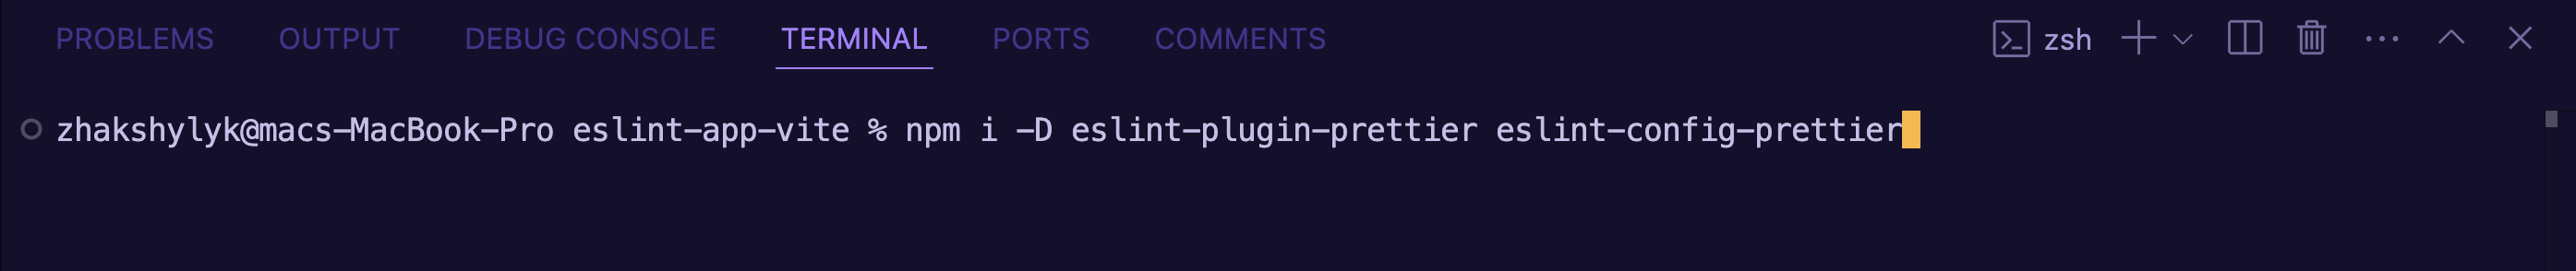 PROBLEMS OUTPUT DEBUG CONSOLE TERMINAL PORTS COMMENTS zsh
zhakshylyk@macs-MacBook-Pro eslint-app-vite % npm i -D eslint-plugin-prettier eslint-config-prettier